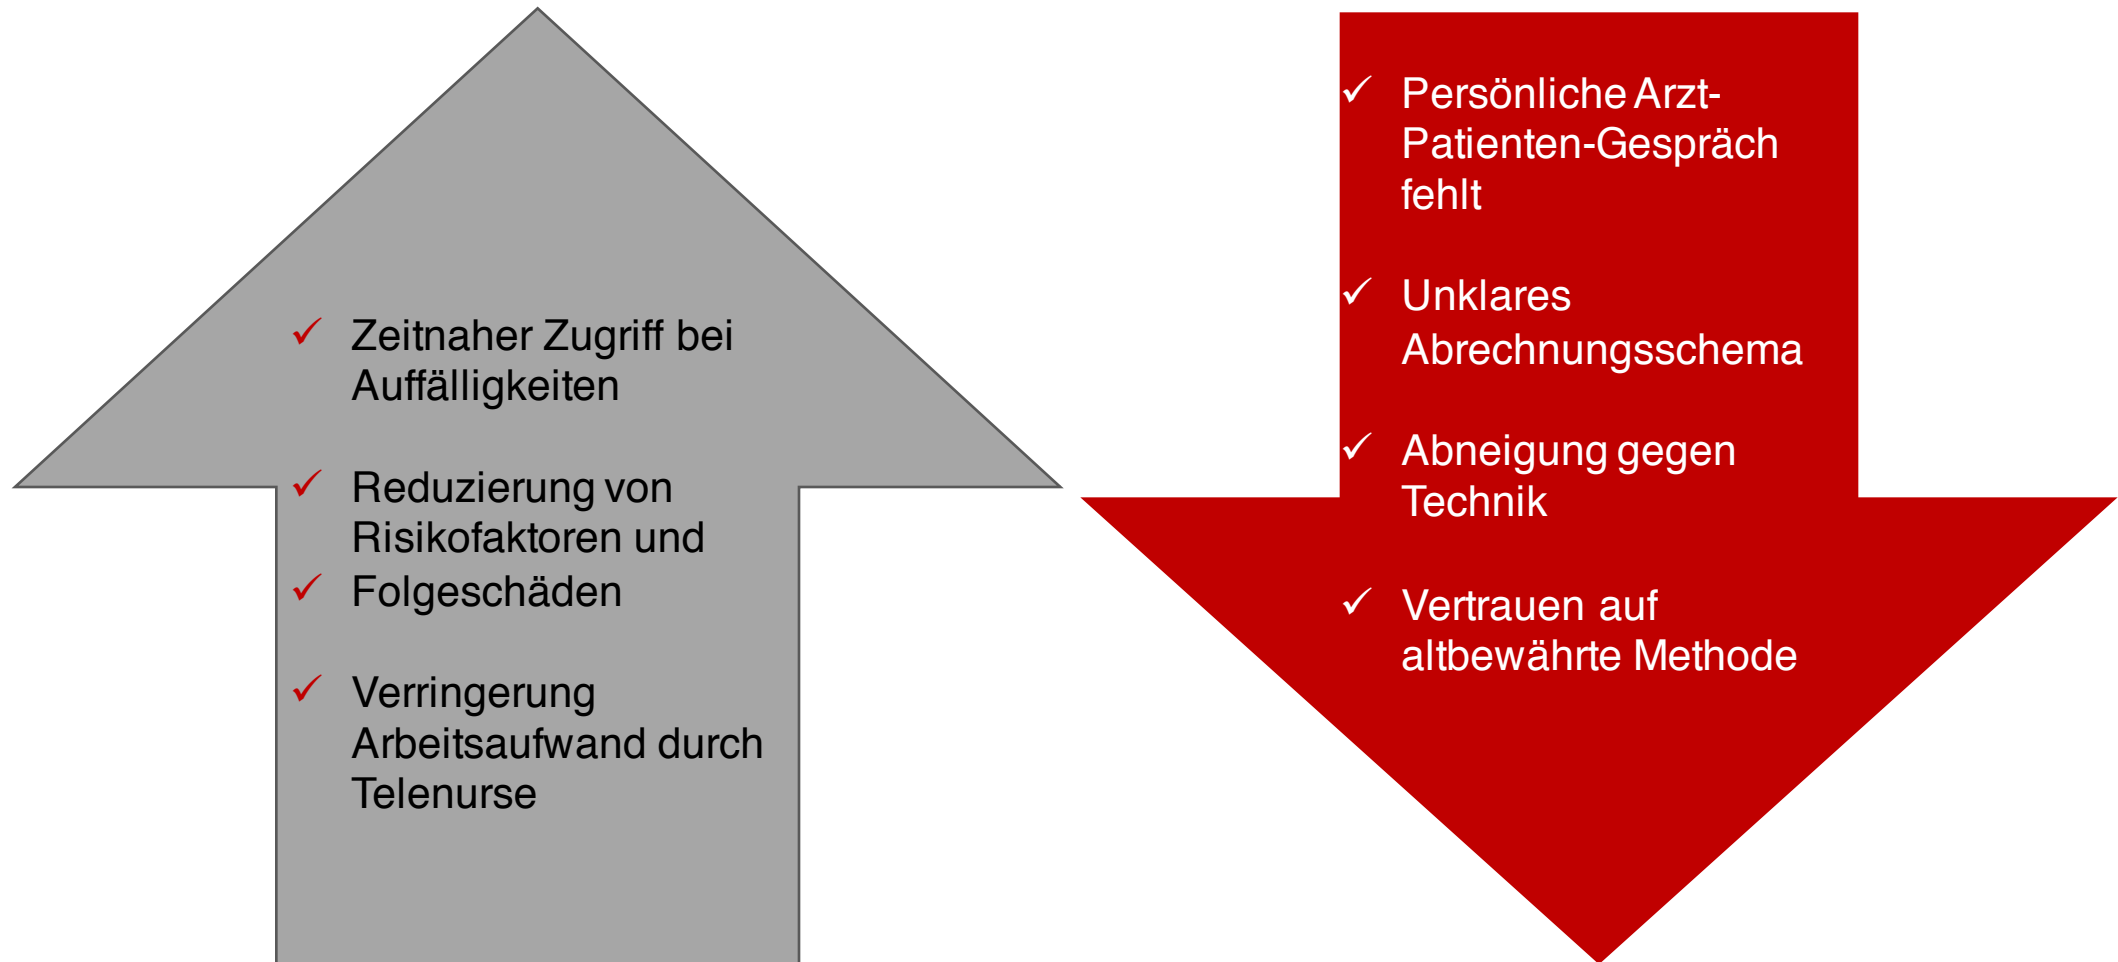 ✓ Zeitnaher Zugriff bei
Auffälligkeiten
✓ Reduzierung von
Risikofaktoren und
✓ Folgeschäden
✓ Verringerung
Arbeitsaufwand durch
Telenurse
✓ Persönliche Arzt-
Patienten-Gespräch
fehlt
✓ Unklares
Abrechnungsschema
✓ Abneigung gegen
Technik
✓ Vertrauen auf
altbewährte Methode